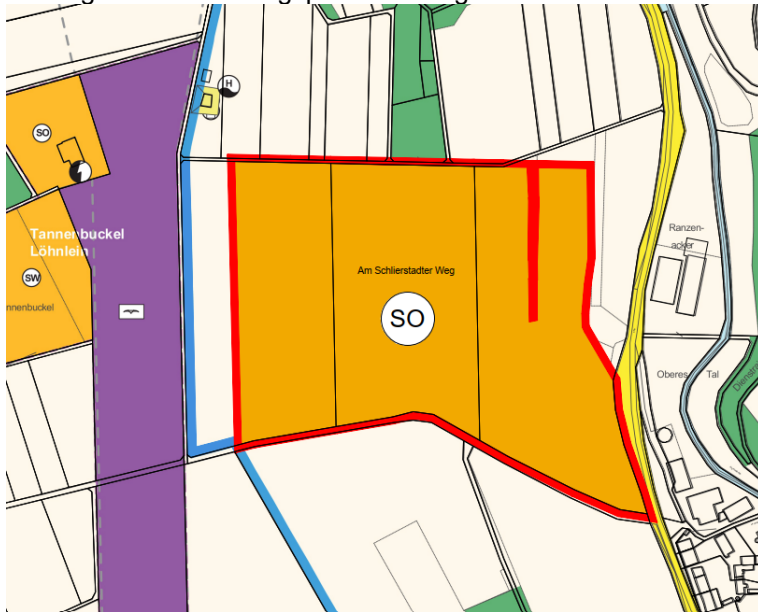 H
SO
Tannenbuckel
Löhnlein
SW
nnenbuckel
Am Schlierstadter Weg
SO
Ranzen-
acker
Oberes Tal